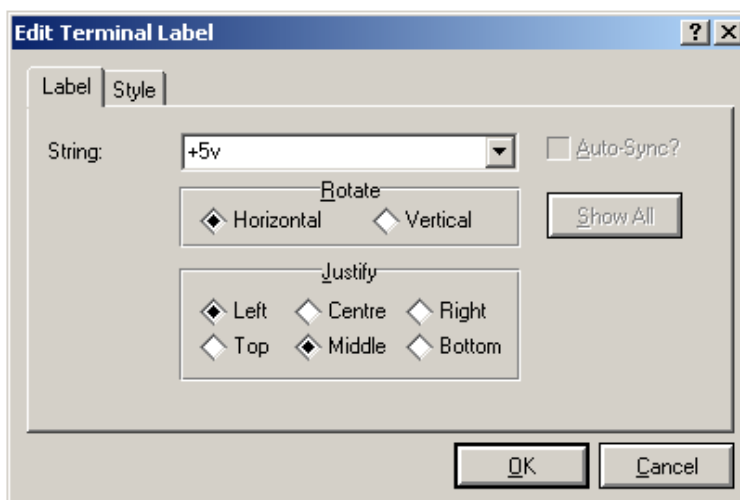 Edit Terminal Label
Label Style
String: +5v Auto-Sync?
Rotate
Horizontal Vertical Show All
Justify
Left Centre Right
Top Middle Bottom
OK Cancel